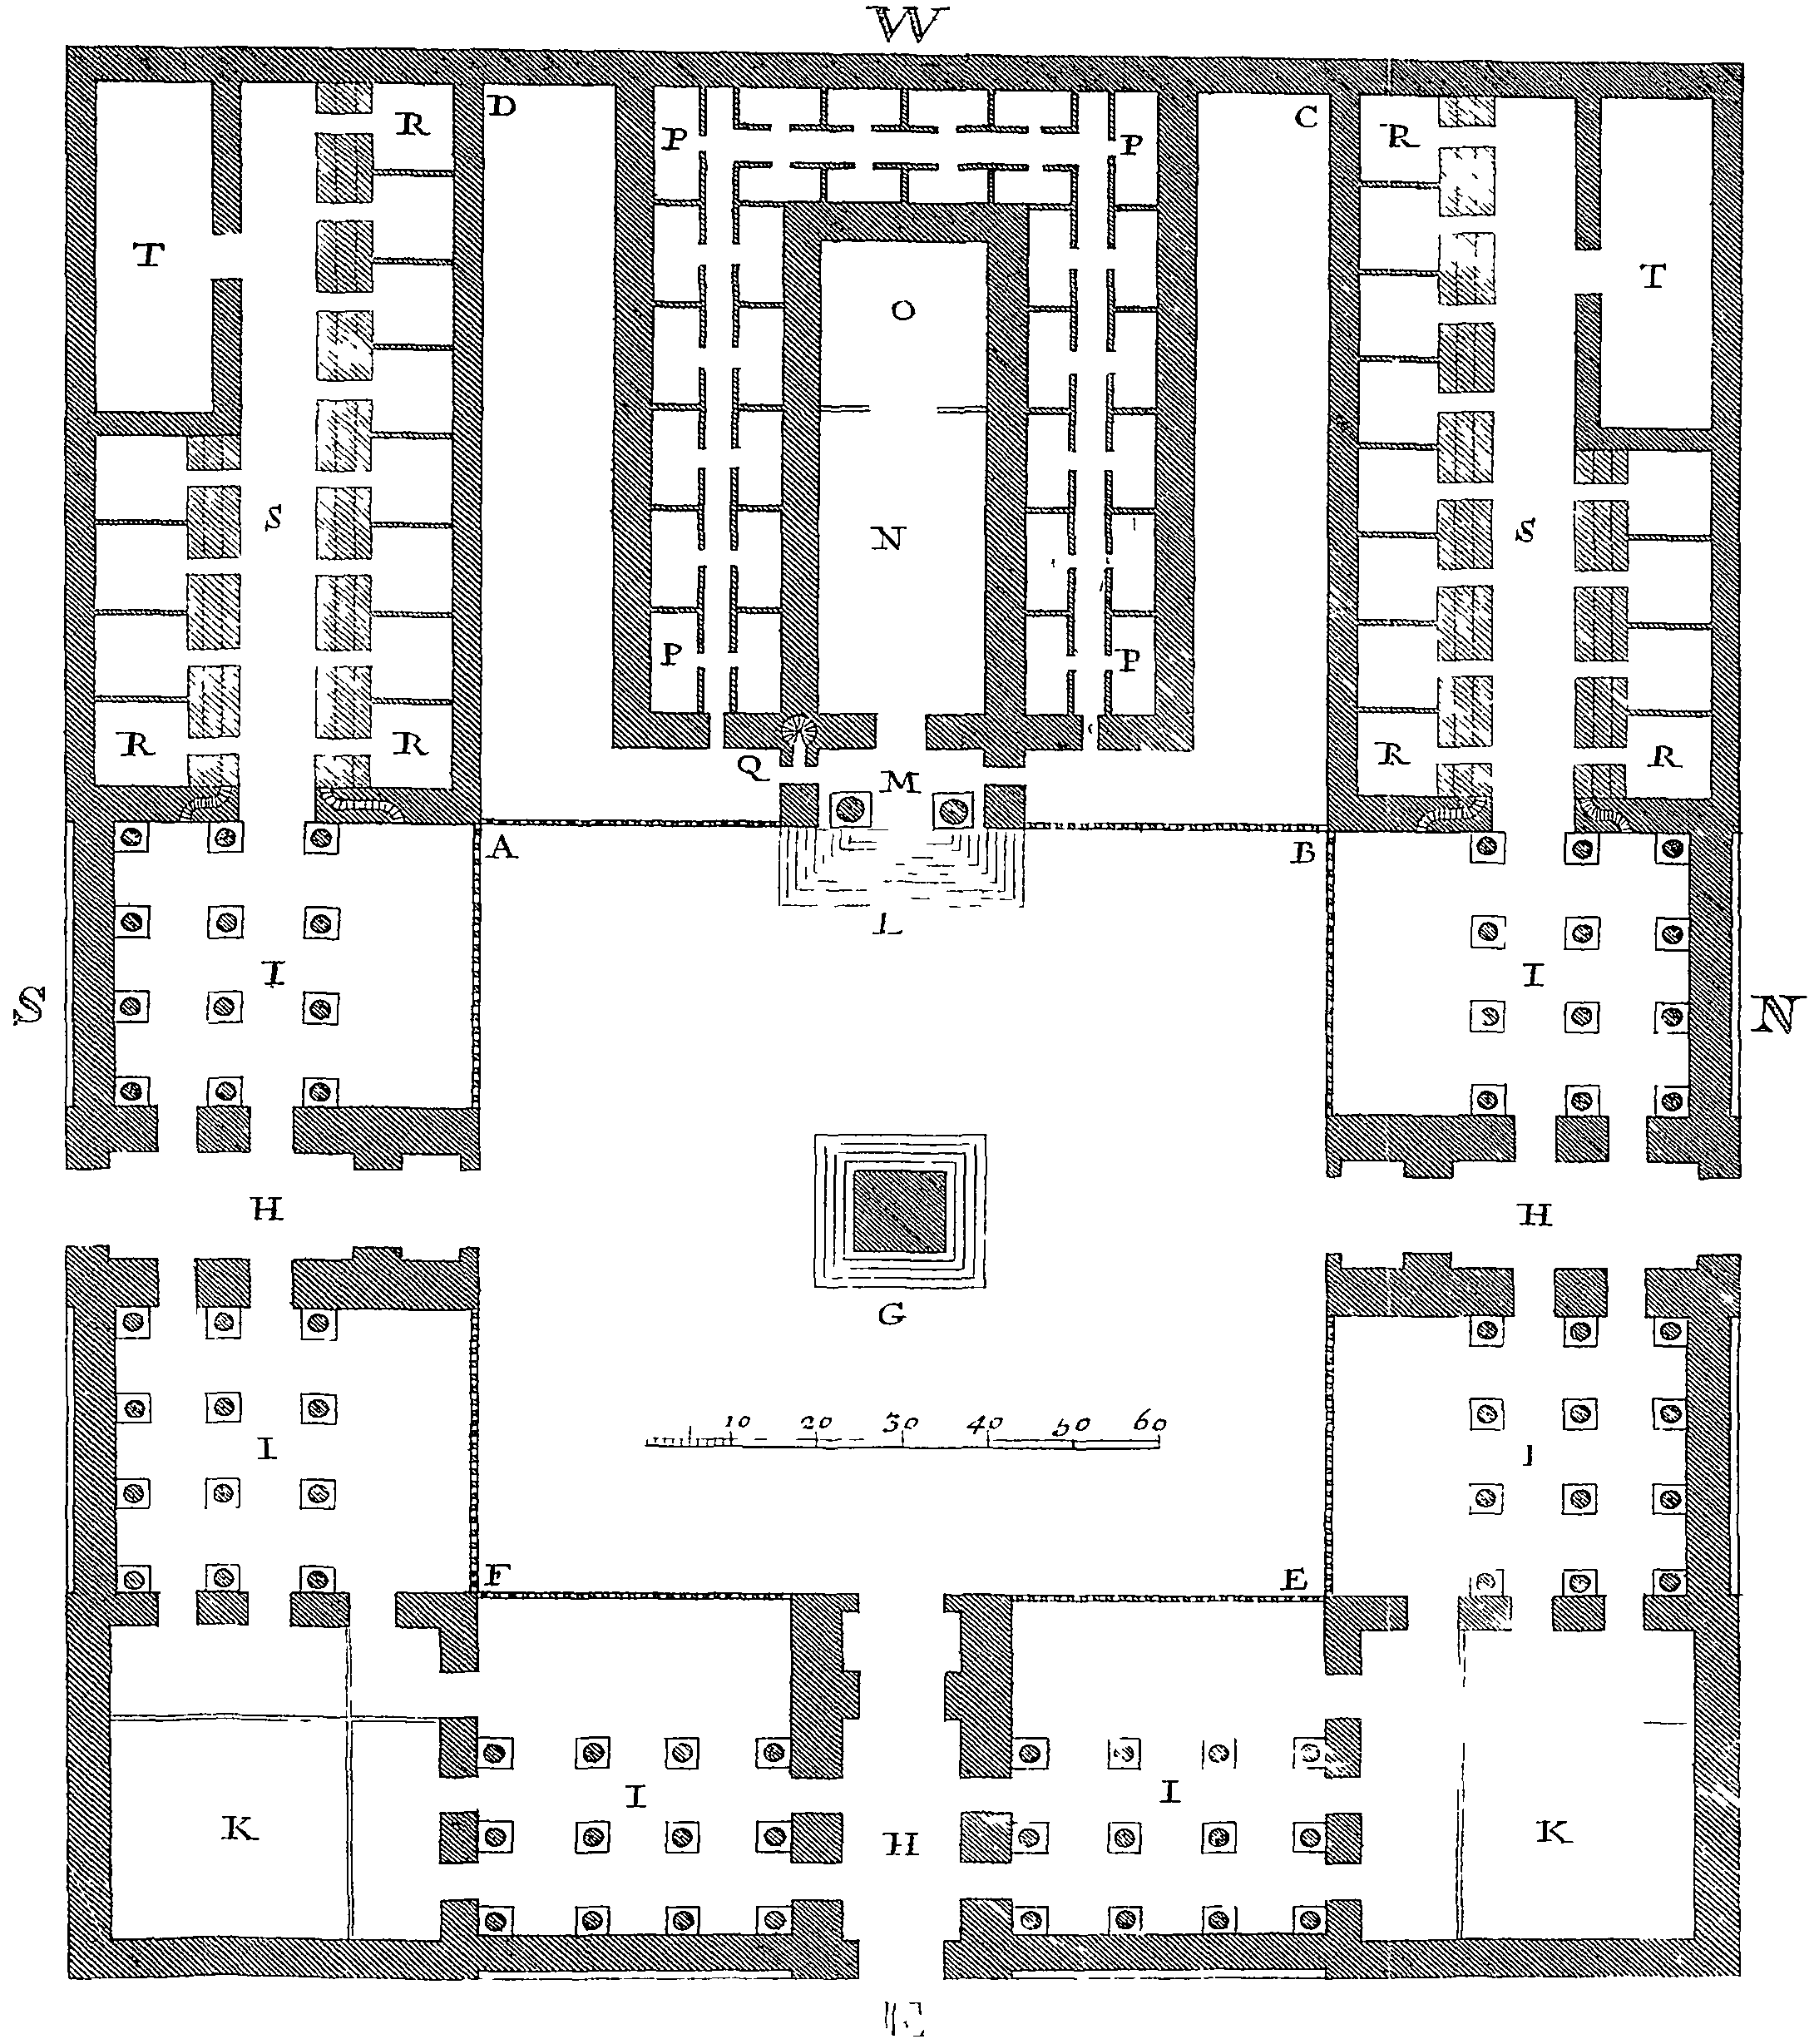 W
D C
R R
P P
T T
O
S S
N
P P
R R R R
Q M
A B
L
I I
S N
H H
G
10 20 30 40 50 60
I I
F E
I I
K H K
E